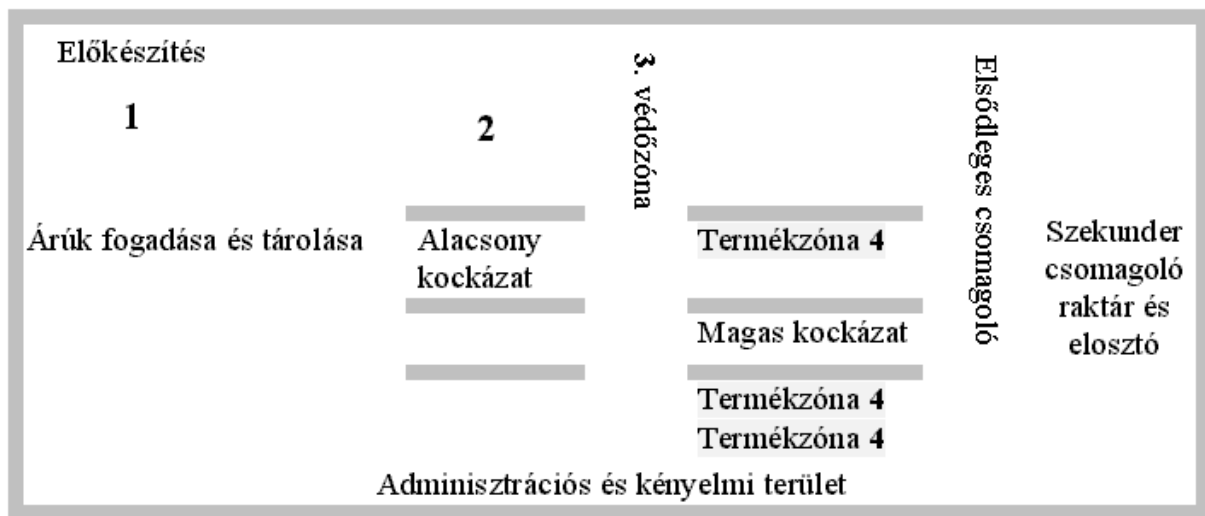 Előkészítés
1
Árúk fogadása és tárolása
2
Alacsony
kockázat
3. védőzóna
Termékzóna 4
Magas kockázat
Termékzóna 4
Termékzóna 4
Elsődleges csomagoló
Szekunder
csomagoló
raktár és
elosztó
Adminisztrációs és kényelmi terület